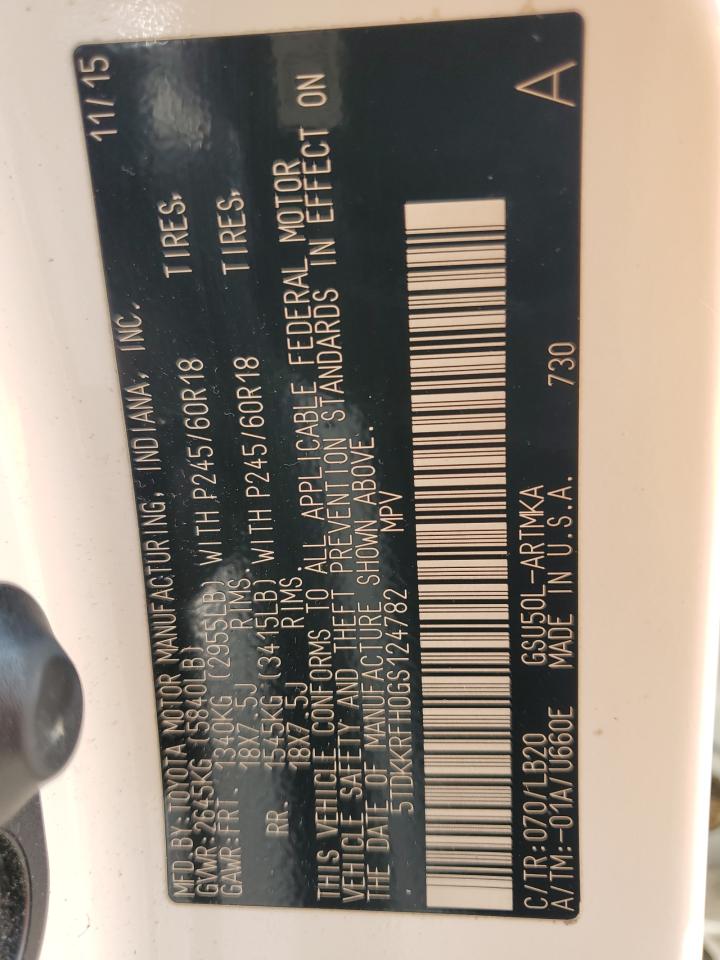 MFD.BY:TOYOTA MOTOR MANUFACTURING, INDIANA, INC. 11/15
GVWR:2645KG (5840LB)
GAWR:FRT. 1340KG (2955LB) WITH P245/60R18 TIRES,
18X7.5J RIMS.
RR. 1545KG (3415LB) WITH P245/60R18 TIRES,
18X7.5J RIMS.
THIS VEHICLE CONFORMS TO ALL APPLICABLE FEDERAL MOTOR
VEHICLE SAFETY AND THEFT PREVENTION STANDARDS IN EFFECT ON
THE DATE OF MANUFACTURE SHOWN ABOVE.
5TDKKRFH0GS124782 MPV
C/TR:070/LB20 GSU50L-ARTMKA
A/TM:-01A/U660E MADE IN U.S.A. 730
A